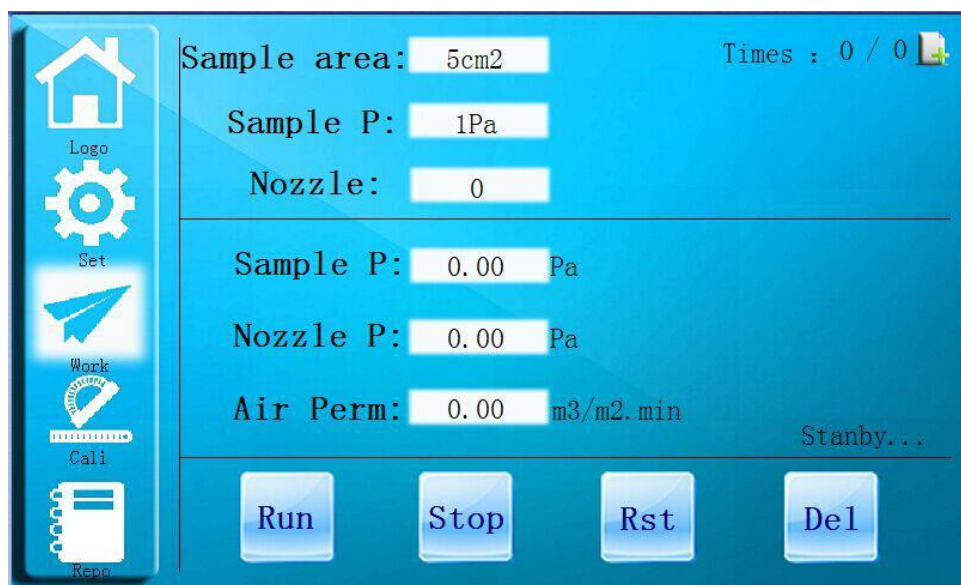 Logo
Set
Work
Cali
Repo
Sample area: 5cm2
Times : 0 / 0
Sample P: 1Pa
Nozzle: 0
Sample P: 0.00 Pa
Nozzle P: 0.00 Pa
Air Perm: 0.00 m3/m2.min
Stanby...
Run Stop Rst Del